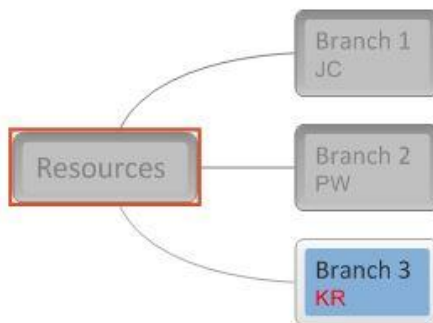 Branch 1
JC
Resources
Branch 2
PW
Branch 3
KR